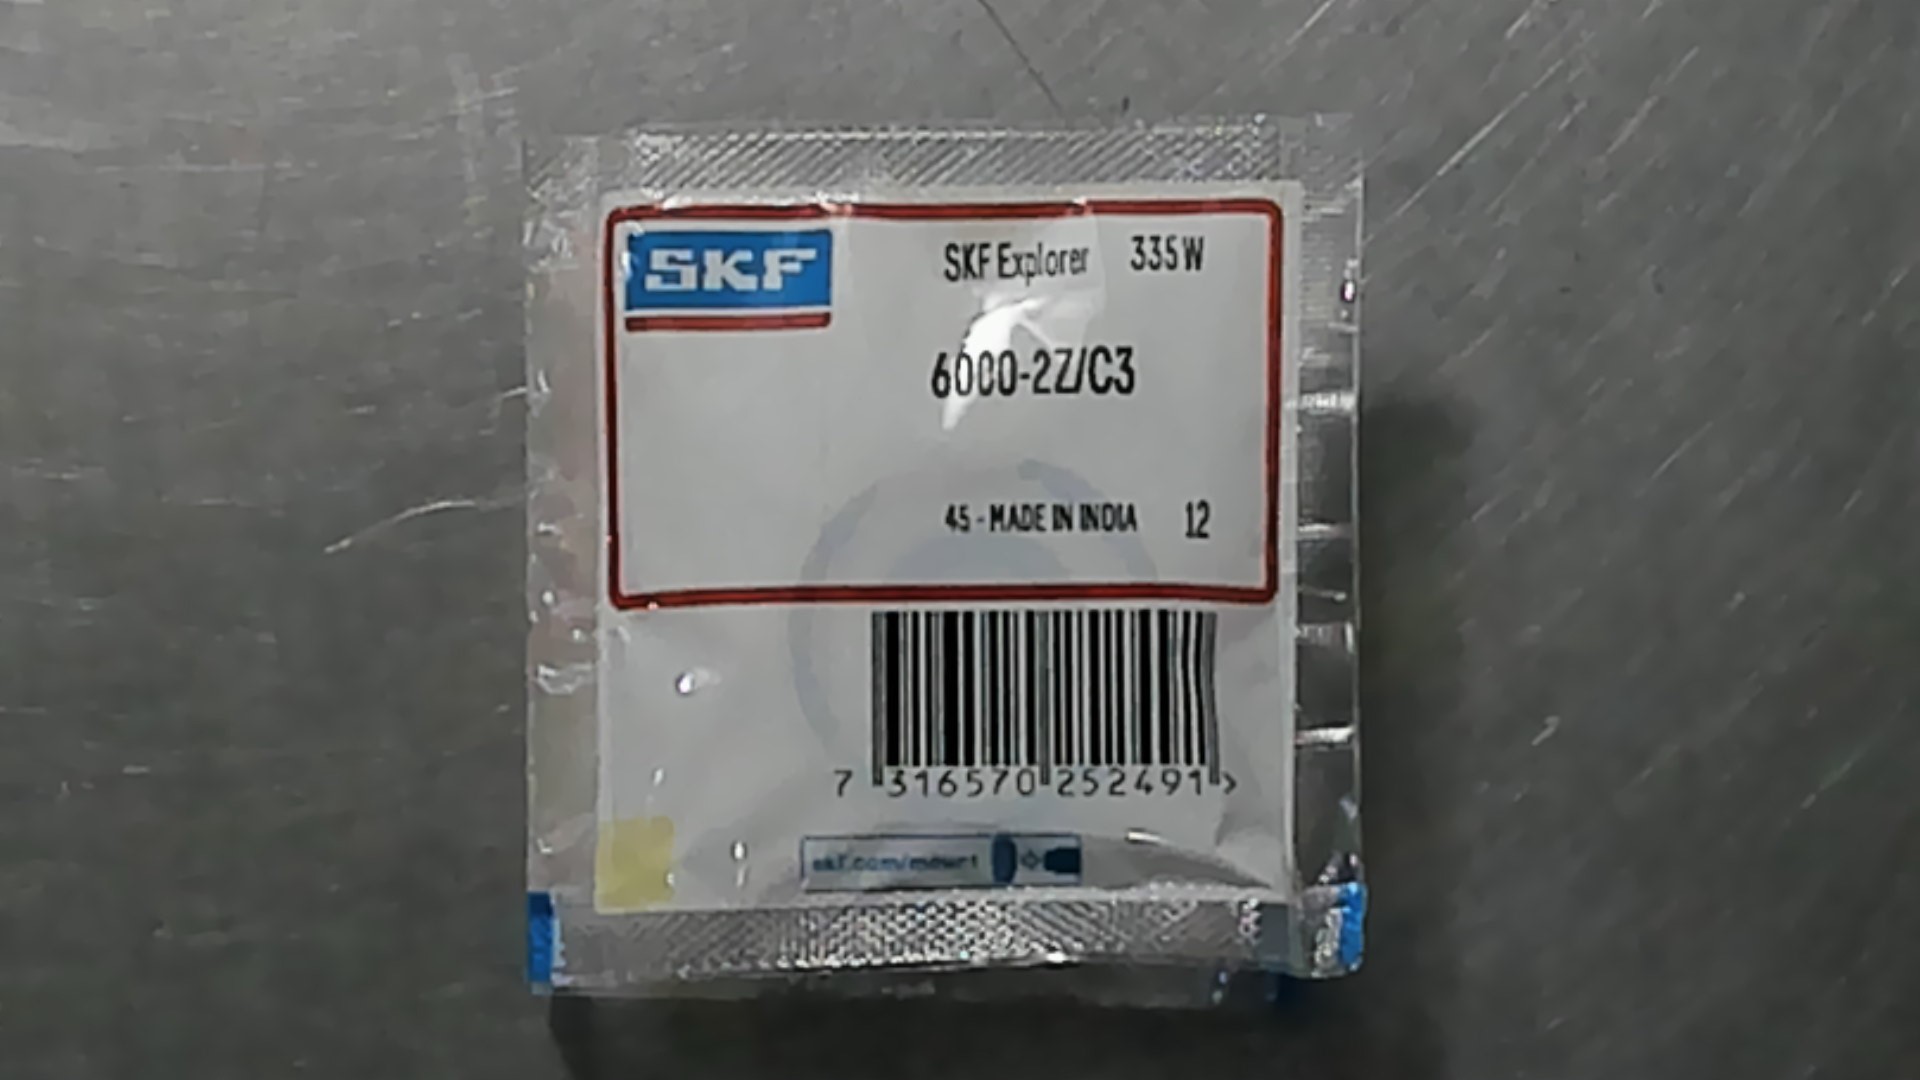 SKF
SKF Explorer 335W
6000-2Z/C3
45 - MADE IN INDIA 12
7 316570 252491 >
skf.com/mount